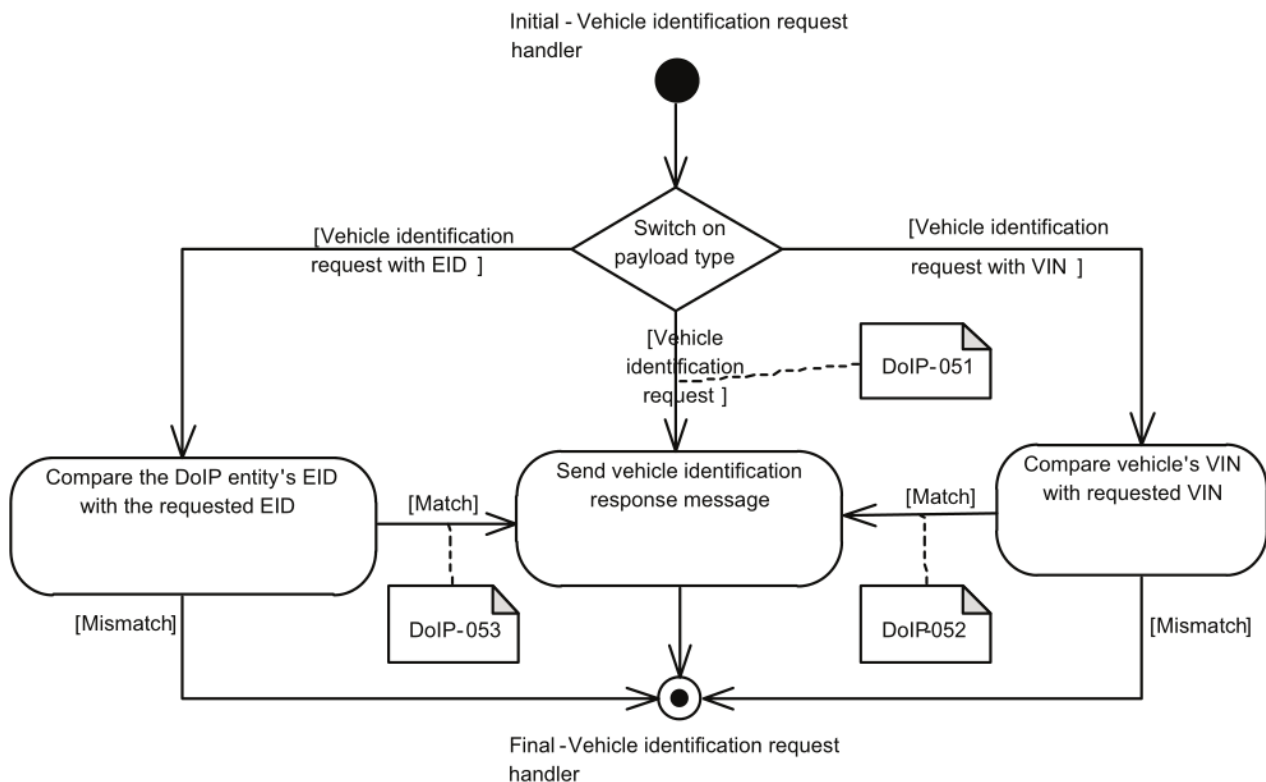 Initial - Vehicle identification request
handler
Switch on
payload type
[Vehicle identification
request with EID ]
[Vehicle identification
request with VIN ]
[Vehicle
identification
request ]
DoIP-051
Compare the DoIP entity's EID
with the requested EID
[Match]
Send vehicle identification
response message
[Match]
Compare vehicle's VIN
with requested VIN
[Mismatch]
DoIP-053
DoIP-052
[Mismatch]
Final - Vehicle identification request
handler